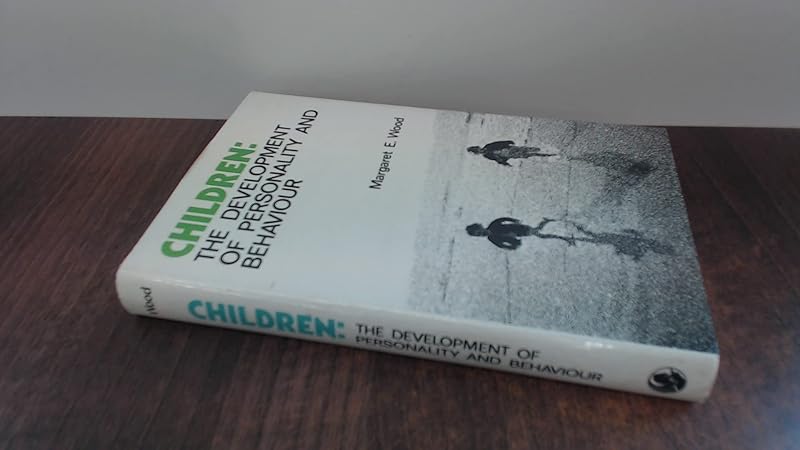 CHILDREN:
THE DEVELOPMENT
OF PERSONALITY AND
BEHAVIOUR
Margaret E. Wood
Wood
CHILDREN:
THE DEVELOPMENT OF
PERSONALITY AND BEHAVIOUR